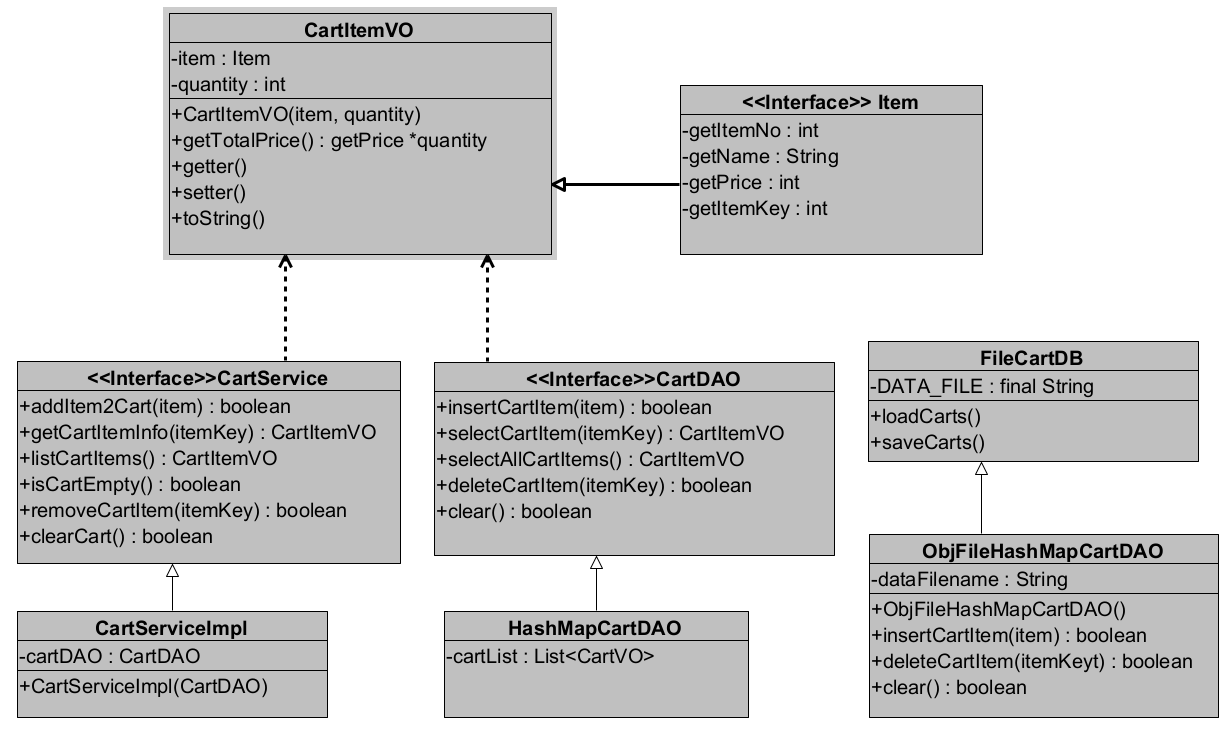 CartItemVO
-item : Item
-quantity : int
+CartItemVO(item, quantity)
+getTotalPrice() : getPrice *quantity
+getter()
+setter()
+toString()
<<Interface>> Item
-getItemNo : int
-getName : String
-getPrice : int
-getItemKey : int
<<Interface>>CartService
+addItem2Cart(item) : boolean
+getCartItemInfo(itemKey) : CartItemVO
+listCartItems() : CartItemVO
+isCartEmpty() : boolean
+removeCartItem(itemKey) : boolean
+clearCart() : boolean
<<Interface>>CartDAO
+insertCartItem(item) : boolean
+selectCartItem(itemKey) : CartItemVO
+selectAllCartItems() : CartItemVO
+deleteCartItem(itemKey) : boolean
+clear() : boolean
FileCartDB
-DATA_FILE : final String
+loadCarts()
+saveCarts()
CartServiceImpl
-cartDAO : CartDAO
+CartServiceImpl(CartDAO)
HashMapCartDAO
-cartList : List<CartVO>
ObjFileHashMapCartDAO
-dataFilename : String
+ObjFileHashMapCartDAO()
+insertCartItem(item) : boolean
+deleteCartItem(itemKeyt) : boolean
+clear() : boolean